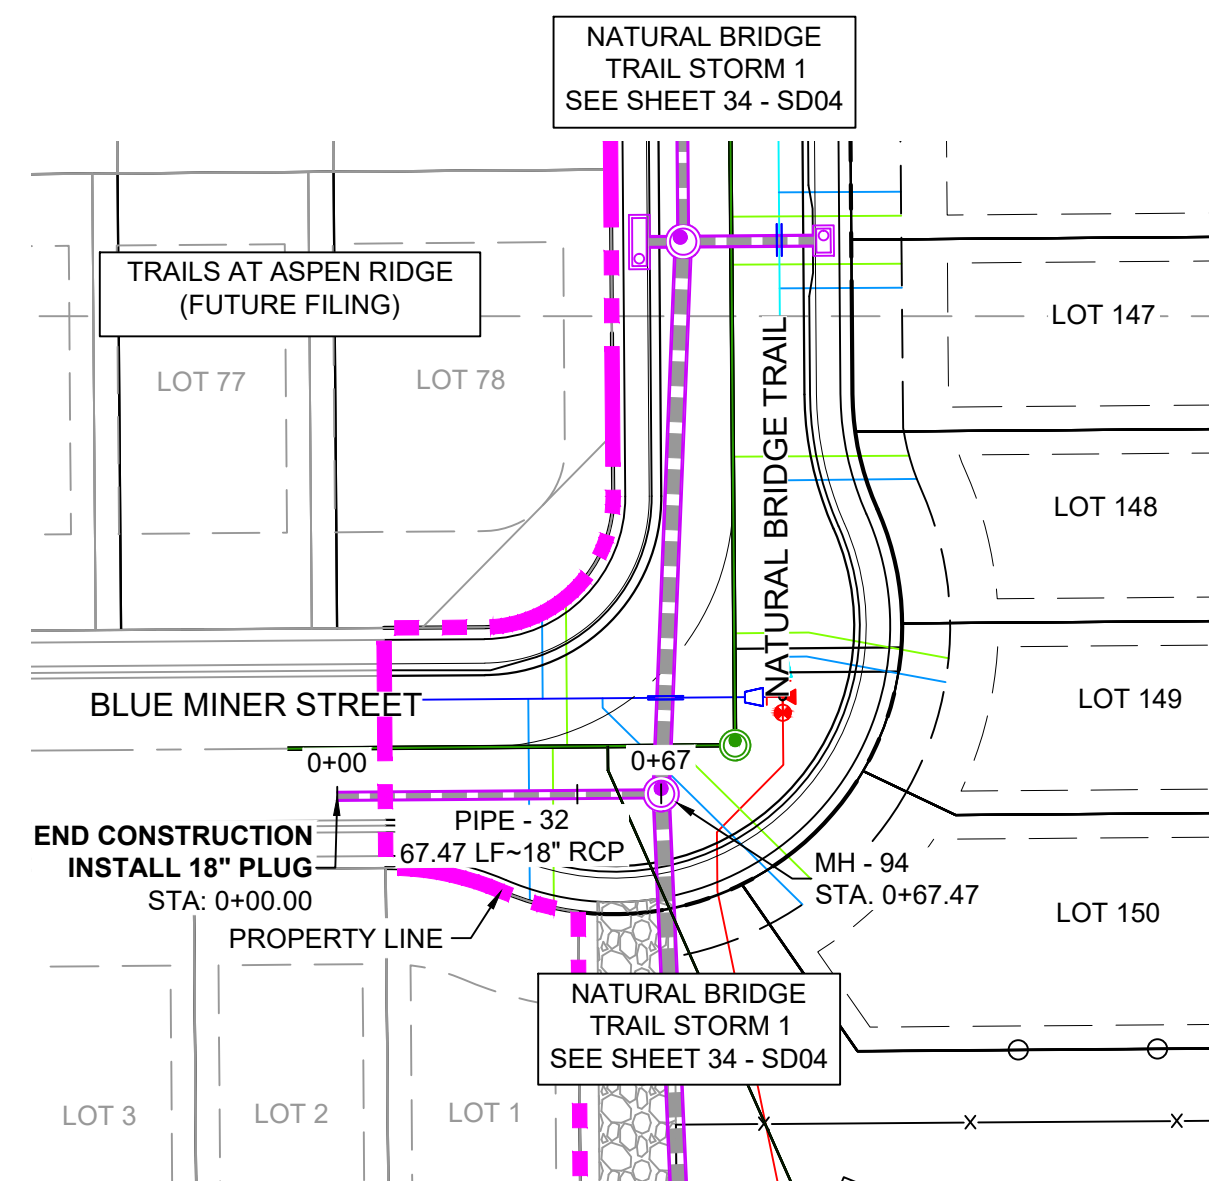 NATURAL BRIDGE
TRAIL STORM 1
SEE SHEET 34 - SD04
TRAILS AT ASPEN RIDGE
(FUTURE FILING)
LOT 77
LOT 78
LOT 147
LOT 148
NATURAL BRIDGE TRAIL
LOT 149
BLUE MINER STREET
0+00
0+67
END CONSTRUCTION
INSTALL 18" PLUG
STA: 0+00.00
PIPE - 32
67.47 LF~18" RCP
MH - 94
STA. 0+67.47
LOT 150
PROPERTY LINE
NATURAL BRIDGE
TRAIL STORM 1
SEE SHEET 34 - SD04
LOT 3
LOT 2
LOT 1